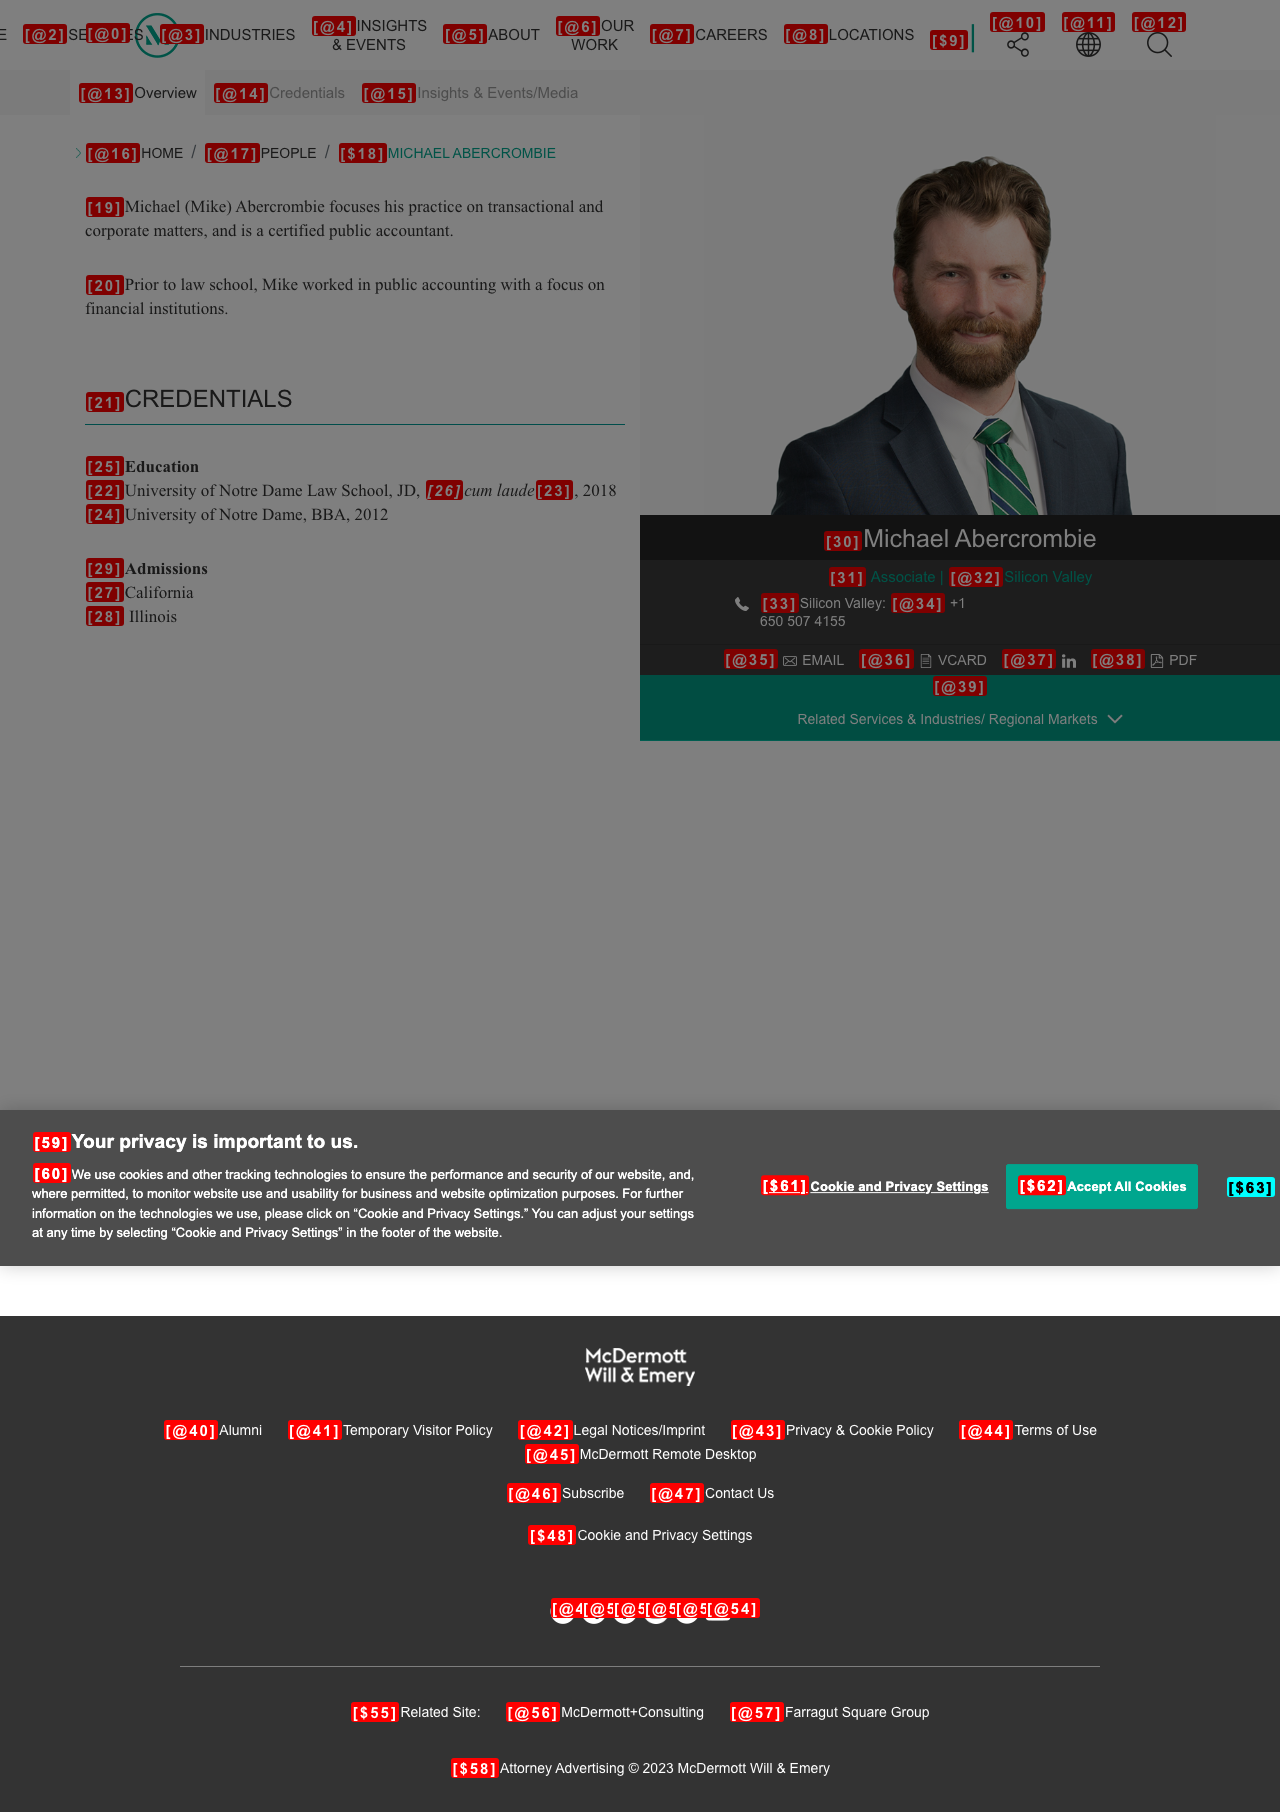 [@2] SE [@0] ES [@3] INDUSTRIES [@4] INSIGHTS & EVENTS [@5] ABOUT [@6] OUR WORK [@7] CAREERS [@8] LOCATIONS [$9] [@10] [@11] [@12]
[@13] Overview [@14] Credentials [@15] Insights & Events/Media
[@16] HOME / [@17] PEOPLE / [$18] MICHAEL ABERCROMBIE
[19] Michael (Mike) Abercrombie focuses his practice on transactional and
corporate matters, and is a certified public accountant.
[20] Prior to law school, Mike worked in public accounting with a focus on
financial institutions.
[21] CREDENTIALS
[25] Education
[22] University of Notre Dame Law School, JD, [26] cum laude [23], 2018
[24] University of Notre Dame, BBA, 2012
[29] Admissions
[27] California
[28] Illinois
[30] Michael Abercrombie
[31] Associate | [@32] Silicon Valley
[33] Silicon Valley: [@34] +1
650 507 4155
[@35] EMAIL [@36] VCARD [@37] in [@38] PDF
[@39]
Related Services & Industries/ Regional Markets
[59] Your privacy is important to us.
[60] We use cookies and other tracking technologies to ensure the performance and security of our website, and,
where permitted, to monitor website use and usability for business and website optimization purposes. For further
information on the technologies we use, please click on “Cookie and Privacy Settings.” You can adjust your settings
at any time by selecting “Cookie and Privacy Settings” in the footer of the website.
[$61] Cookie and Privacy Settings [$62] Accept All Cookies [$63]
McDermott
Will & Emery
[@40] Alumni [@41] Temporary Visitor Policy [@42] Legal Notices/Imprint [@43] Privacy & Cookie Policy [@44] Terms of Use
[@45] McDermott Remote Desktop
[@46] Subscribe [@47] Contact Us
[$48] Cookie and Privacy Settings
[@4 [@5 [@5 [@5 [@5 [@54]
[$55] Related Site: [@56] McDermott+Consulting [@57] Farragut Square Group
[$58] Attorney Advertising © 2023 McDermott Will & Emery